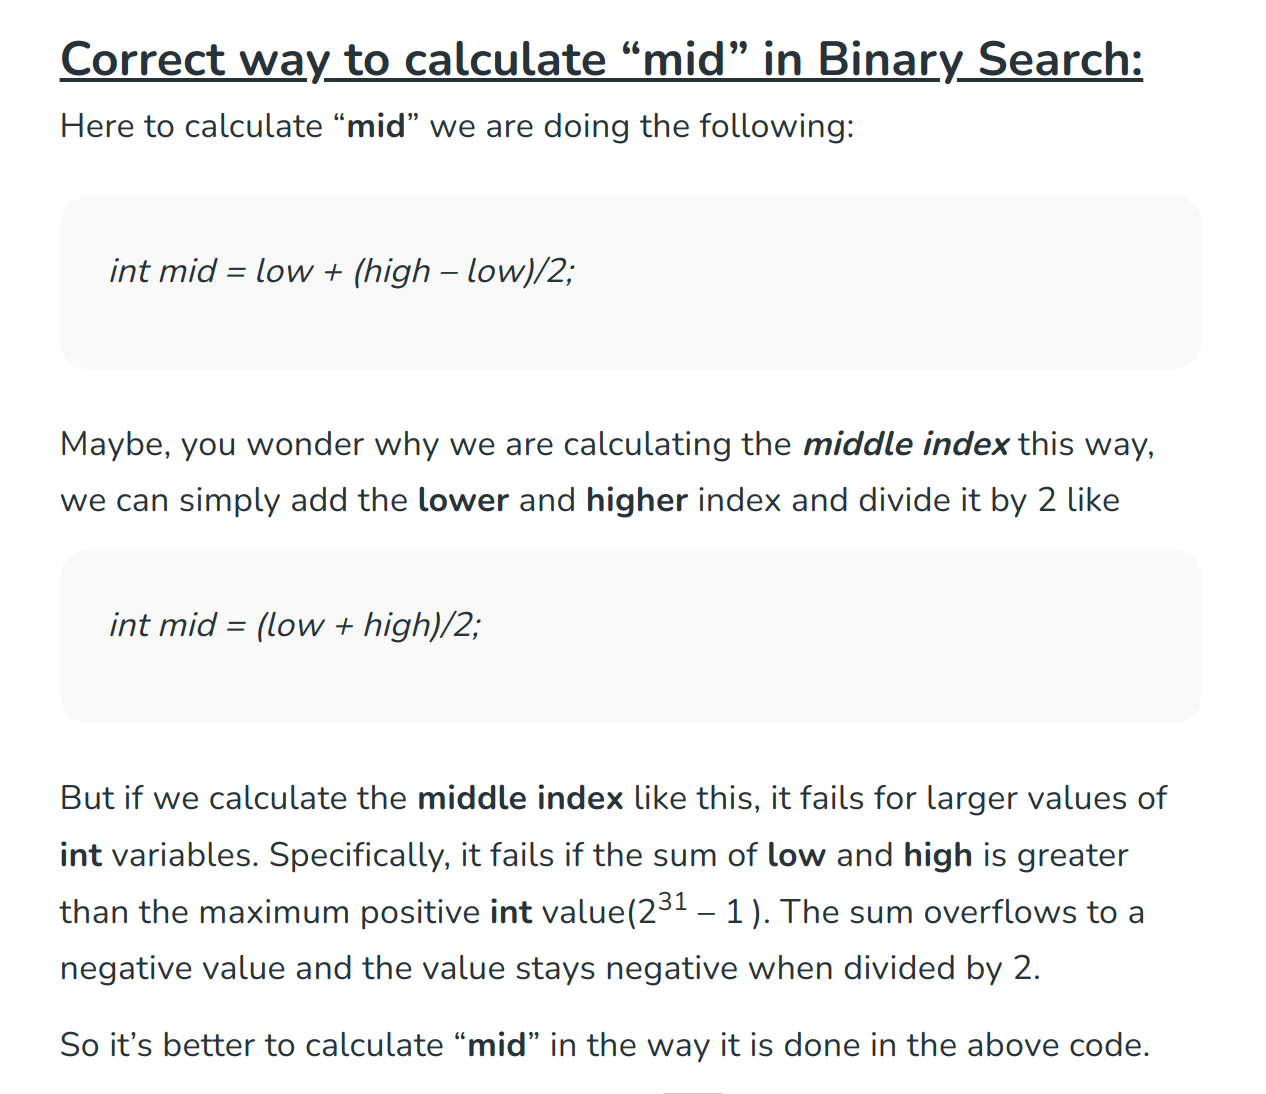 Correct way to calculate “mid” in Binary Search:
Here to calculate “mid” we are doing the following:
int mid = low + (high – low)/2;
Maybe, you wonder why we are calculating the middle index this way,
we can simply add the lower and higher index and divide it by 2 like
int mid = (low + high)/2;
But if we calculate the middle index like this, it fails for larger values of
int variables. Specifically, it fails if the sum of low and high is greater
than the maximum positive int value(2³¹ – 1 ). The sum overflows to a
negative value and the value stays negative when divided by 2.
So it’s better to calculate “mid” in the way it is done in the above code.